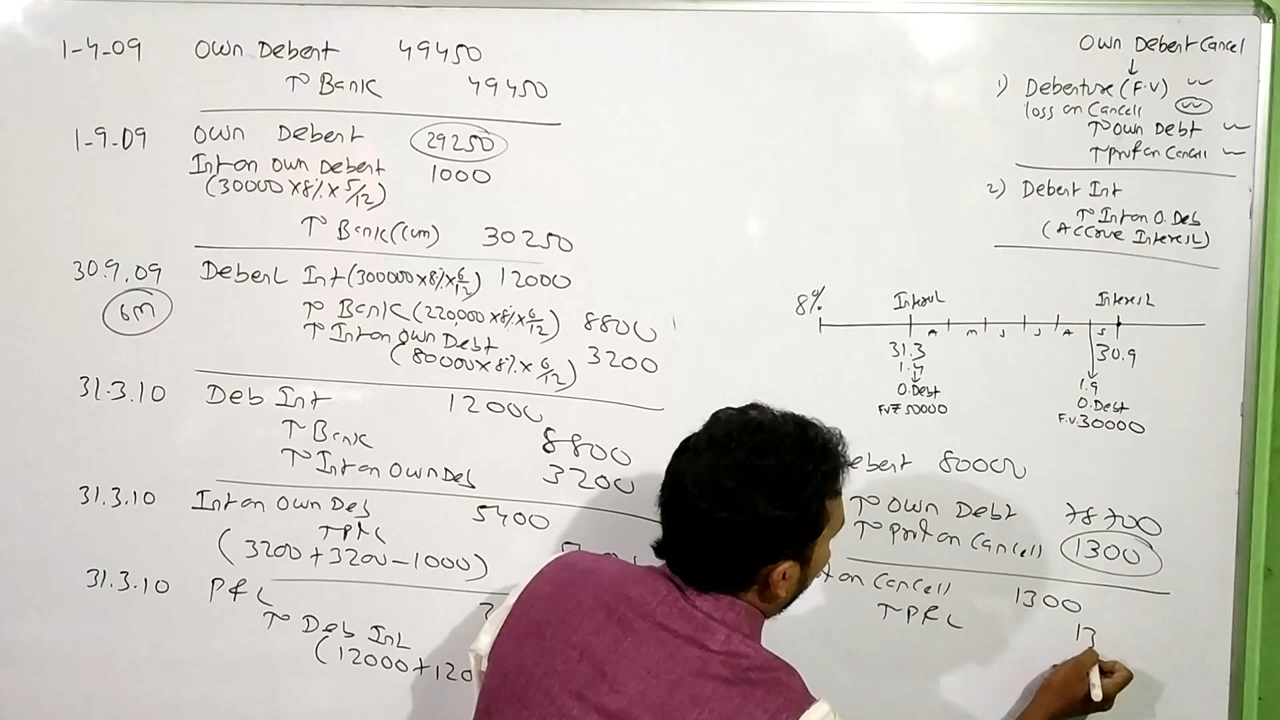 1-4-09 Own Debent 49450
To Bank 49450
1-9-09 Own Debent 29250
Int on Own Debent 1000
(30000×8%×5/12)
To Bank (cum) 30250
30.9.09 Debent Int (300000×8%×6/12) 12000
6m
To Bank (220,000×8%×6/12) 8800
To Int on Own Debt 3200
(80000×8%×6/12)
31.3.10 Deb Int 12000
To Bank 8800
To Int on Own Deb 3200
31.3.10 Int on Own Deb 5400
To P&L
(3200+3200-1000)
31.3.10 P&L
To Deb Int
(12000+120
Own Debent Cancel
1) Debenture (F.V)
loss on Cancell
To Own Debt
To Prof on Cancell
2) Debent Int
To Int on O. Deb
(Accrue Interest)
8% Interest Interest
A M J J A S
31.3 30.9
1.4
O.Debt
FV ₹ 50000
1.9
O.Debt
F.V. 30000
ebent 80000
To Own Debt 78700
To Prof on Cancell 1300
on Cancell 1300
To P&L 13